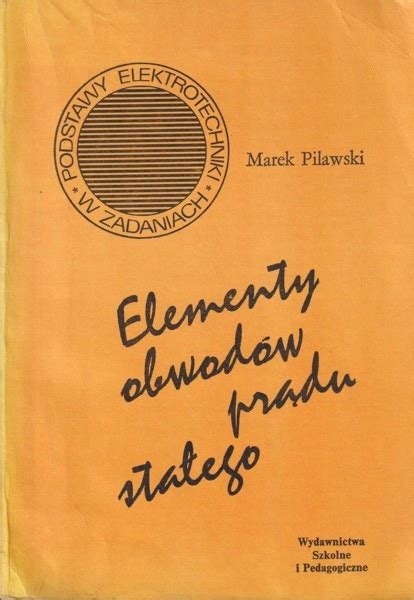 * PODSTAWY ELEKTROTECHNIKI *
W ZADANIACH
Marek Pilawski
Elementy
obwodów
prądu
stałego
Wydawnictwa
Szkolne
i Pedagogiczne